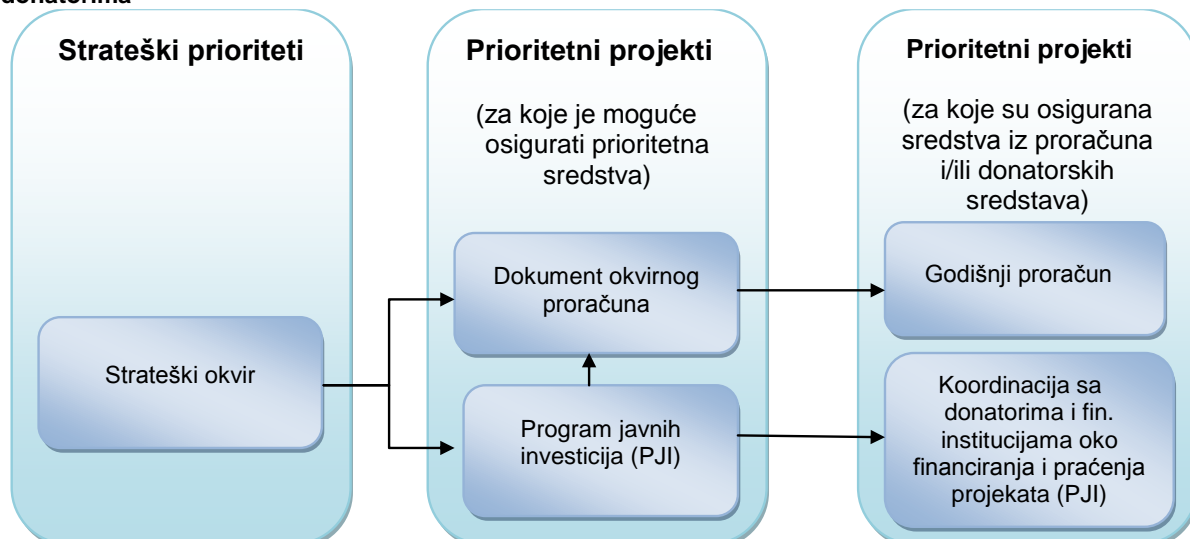 donatorima
Strateški prioriteti
Strateški okvir
Prioritetni projekti
(za koje je moguće
osigurati prioritetna
sredstva)
Dokument okvirnog
proračuna
Program javnih
investicija (PJI)
Prioritetni projekti
(za koje su osigurana
sredstva iz proračuna
i/ili donatorskih
sredstava)
Godišnji proračun
Koordinacija sa
donatorima i fin.
institucijama oko
financiranja i praćenja
projekata (PJI)